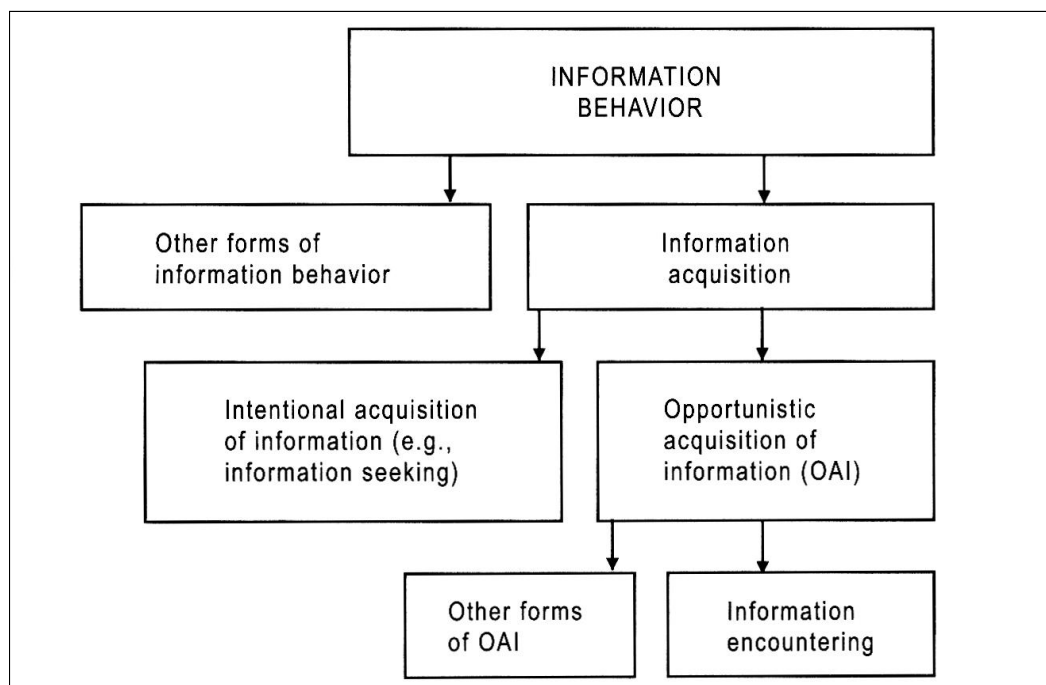 INFORMATION
BEHAVIOR
Other forms of
information behavior
Information
acquisition
Intentional acquisition
of information (e.g.,
information seeking)
Opportunistic
acquisition of
information (OAI)
Other forms
of OAI
Information
encountering